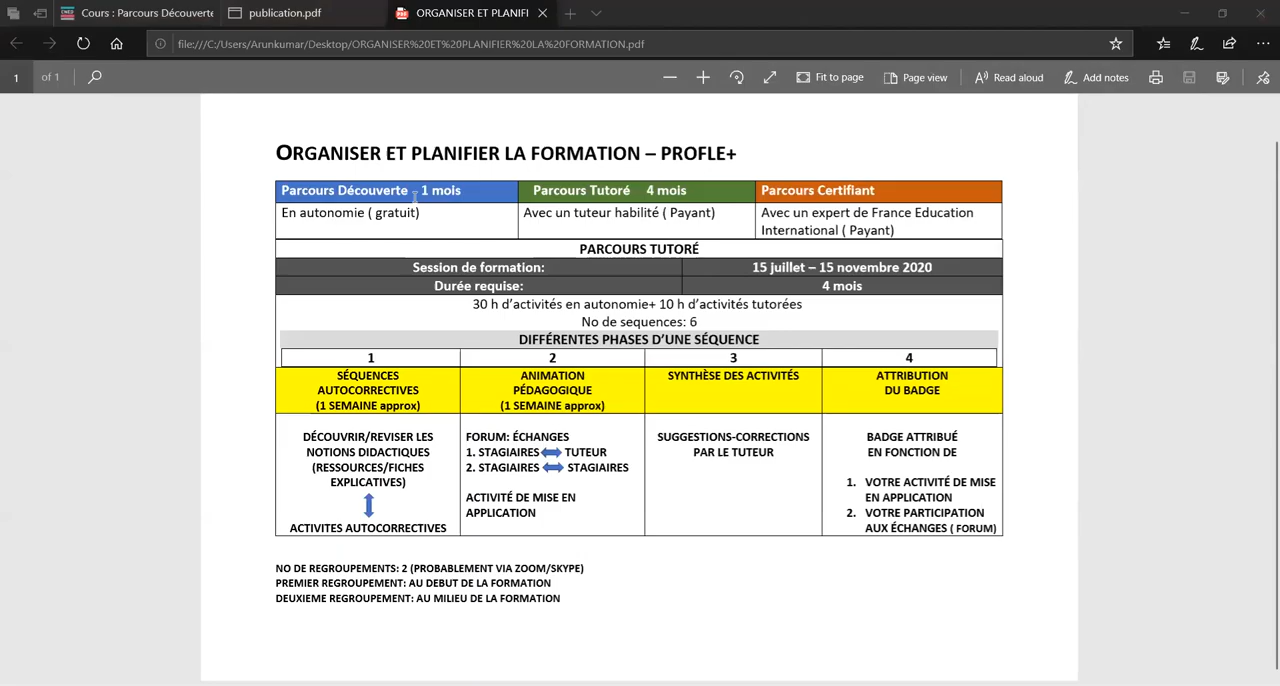 Cours : Parcours Découverte
publication.pdf
ORGANISER ET PLANIFI
file:///C:/Users/Arunkumar/Desktop/ORGANISER%20ET%20PLANIFIER%20LA%20FORMATION.pdf
1 of 1
Fit to page
Page view
Read aloud
Add notes
ORGANISER ET PLANIFIER LA FORMATION – PROFLE+
Parcours Découverte - 1 mois
Parcours Tutoré 4 mois
Parcours Certifiant
En autonomie ( gratuit)
Avec un tuteur habilité ( Payant)
Avec un expert de France Education
International ( Payant)
PARCOURS TUTORÉ
Session de formation:
15 juillet – 15 novembre 2020
Durée requise:
4 mois
30 h d'activités en autonomie+ 10 h d'activités tutorées
No de sequences: 6
DIFFÉRENTES PHASES D'UNE SÉQUENCE
1
2
3
4
SÉQUENCES
AUTOCORRECTIVES
(1 SEMAINE approx)
ANIMATION
PÉDAGOGIQUE
(1 SEMAINE approx)
SYNTHÈSE DES ACTIVITÉS
ATTRIBUTION
DU BADGE
DÉCOUVRIR/REVISER LES
NOTIONS DIDACTIQUES
(RESSOURCES/FICHES
EXPLICATIVES)
ACTIVITES AUTOCORRECTIVES
FORUM: ÉCHANGES
1. STAGIAIRES TUTEUR
2. STAGIAIRES STAGIAIRES
ACTIVITÉ DE MISE EN
APPLICATION
SUGGESTIONS-CORRECTIONS
PAR LE TUTEUR
BADGE ATTRIBUÉ
EN FONCTION DE
1. VOTRE ACTIVITÉ DE MISE
EN APPLICATION
2. VOTRE PARTICIPATION
AUX ÉCHANGES ( FORUM)
NO DE REGROUPEMENTS: 2 (PROBABLEMENT VIA ZOOM/SKYPE)
PREMIER REGROUPEMENT: AU DEBUT DE LA FORMATION
DEUXIEME REGROUPEMENT: AU MILIEU DE LA FORMATION